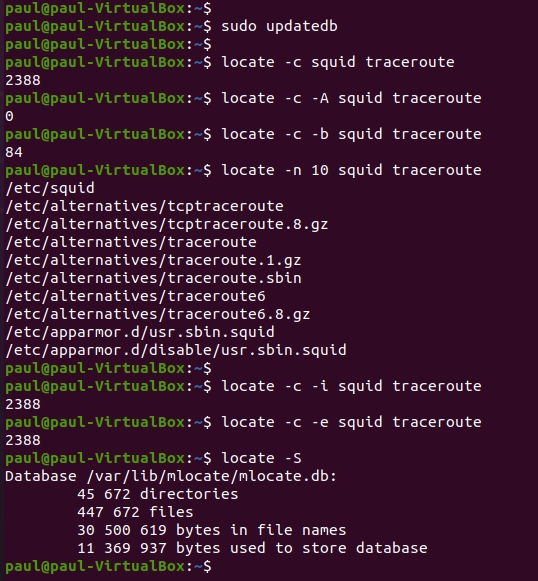 paul@paul-VirtualBox:~$
paul@paul-VirtualBox:~$ sudo updatedb
paul@paul-VirtualBox:~$
paul@paul-VirtualBox:~$ locate -c squid traceroute
2388
paul@paul-VirtualBox:~$ locate -c -A squid traceroute
0
paul@paul-VirtualBox:~$ locate -c -b squid traceroute
84
paul@paul-VirtualBox:~$ locate -n 10 squid traceroute
/etc/squid
/etc/alternatives/tcptraceroute
/etc/alternatives/tcptraceroute.8.gz
/etc/alternatives/traceroute
/etc/alternatives/traceroute.1.gz
/etc/alternatives/traceroute.sbin
/etc/alternatives/traceroute6
/etc/alternatives/traceroute6.8.gz
/etc/apparmor.d/usr.sbin.squid
/etc/apparmor.d/disable/usr.sbin.squid
paul@paul-VirtualBox:~$
paul@paul-VirtualBox:~$ locate -c -i squid traceroute
2388
paul@paul-VirtualBox:~$ locate -c -e squid traceroute
2388
paul@paul-VirtualBox:~$ locate -S
Database /var/lib/mlocate/mlocate.db:
45 672 directories
447 672 files
30 500 619 bytes in file names
11 369 937 bytes used to store database
paul@paul-VirtualBox:~$